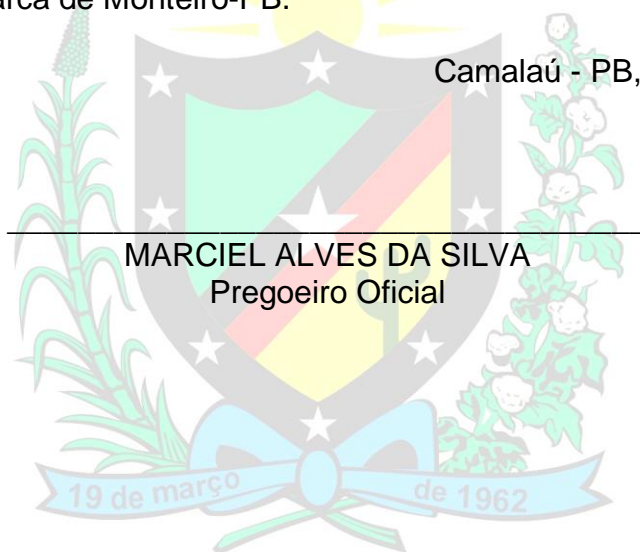 arca de Monteiro-PB.
Camalaú - PB,
MARCIEL ALVES DA SILVA
Pregoeiro Oficial
19 de março de 1962